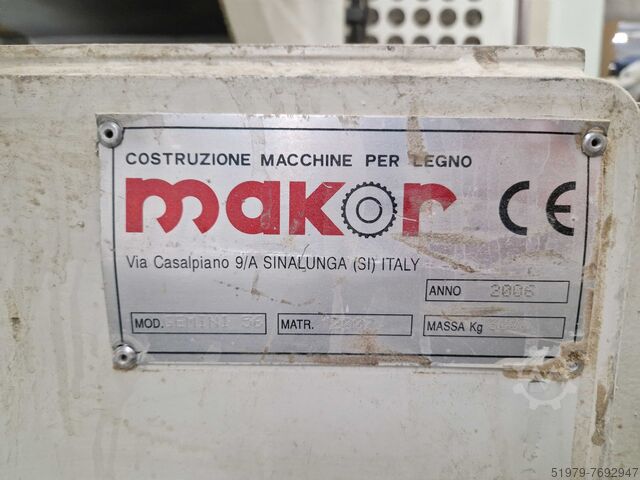 COSTRUZIONE MACCHINE PER LEGNO
makor CE
Via Casalpiano 9/A SINALUNGA (SI) ITALY
ANNO 2006
MOD. GEMINI MATR. MASSA Kg
51979-7692947